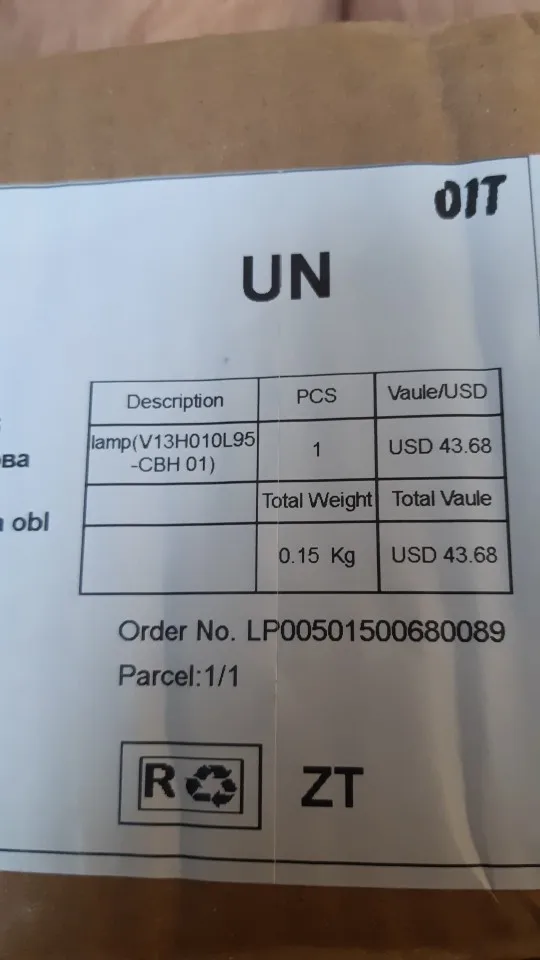 01T
UN
Description PCS Vaule/USD
lamp(V13H010L95
-CBH 01) 1 USD 43.68
ва
obl
Total Weight Total Vaule
0.15 Kg USD 43.68
Order No. LP00501500680089
Parcel:1/1
R ZT